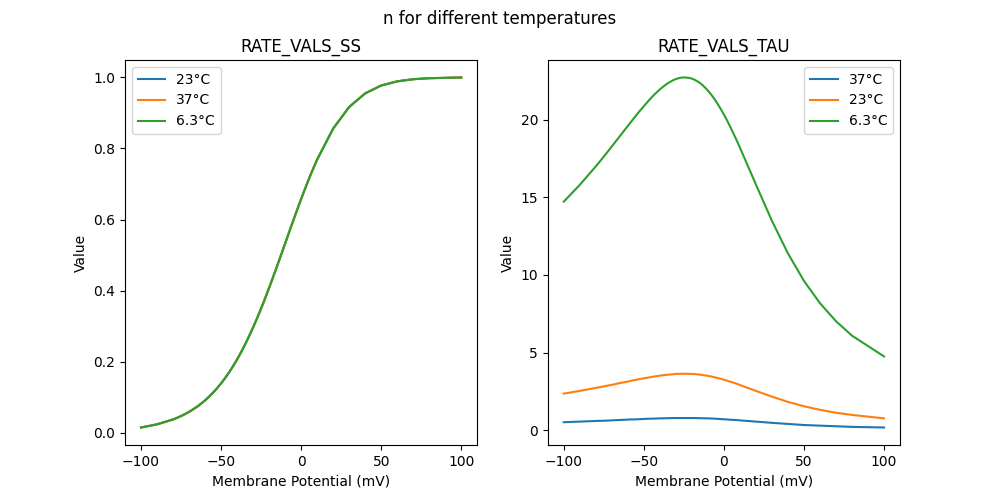 n for different temperatures
RATE_VALS_SS
1.0
0.8
0.6
0.4
0.2
0.0
Value
23°C
37°C
6.3°C
−100
−50
0
50
100
Membrane Potential (mV)
RATE_VALS_TAU
20
15
10
5
0
Value
37°C
23°C
6.3°C
−100
−50
0
50
100
Membrane Potential (mV)